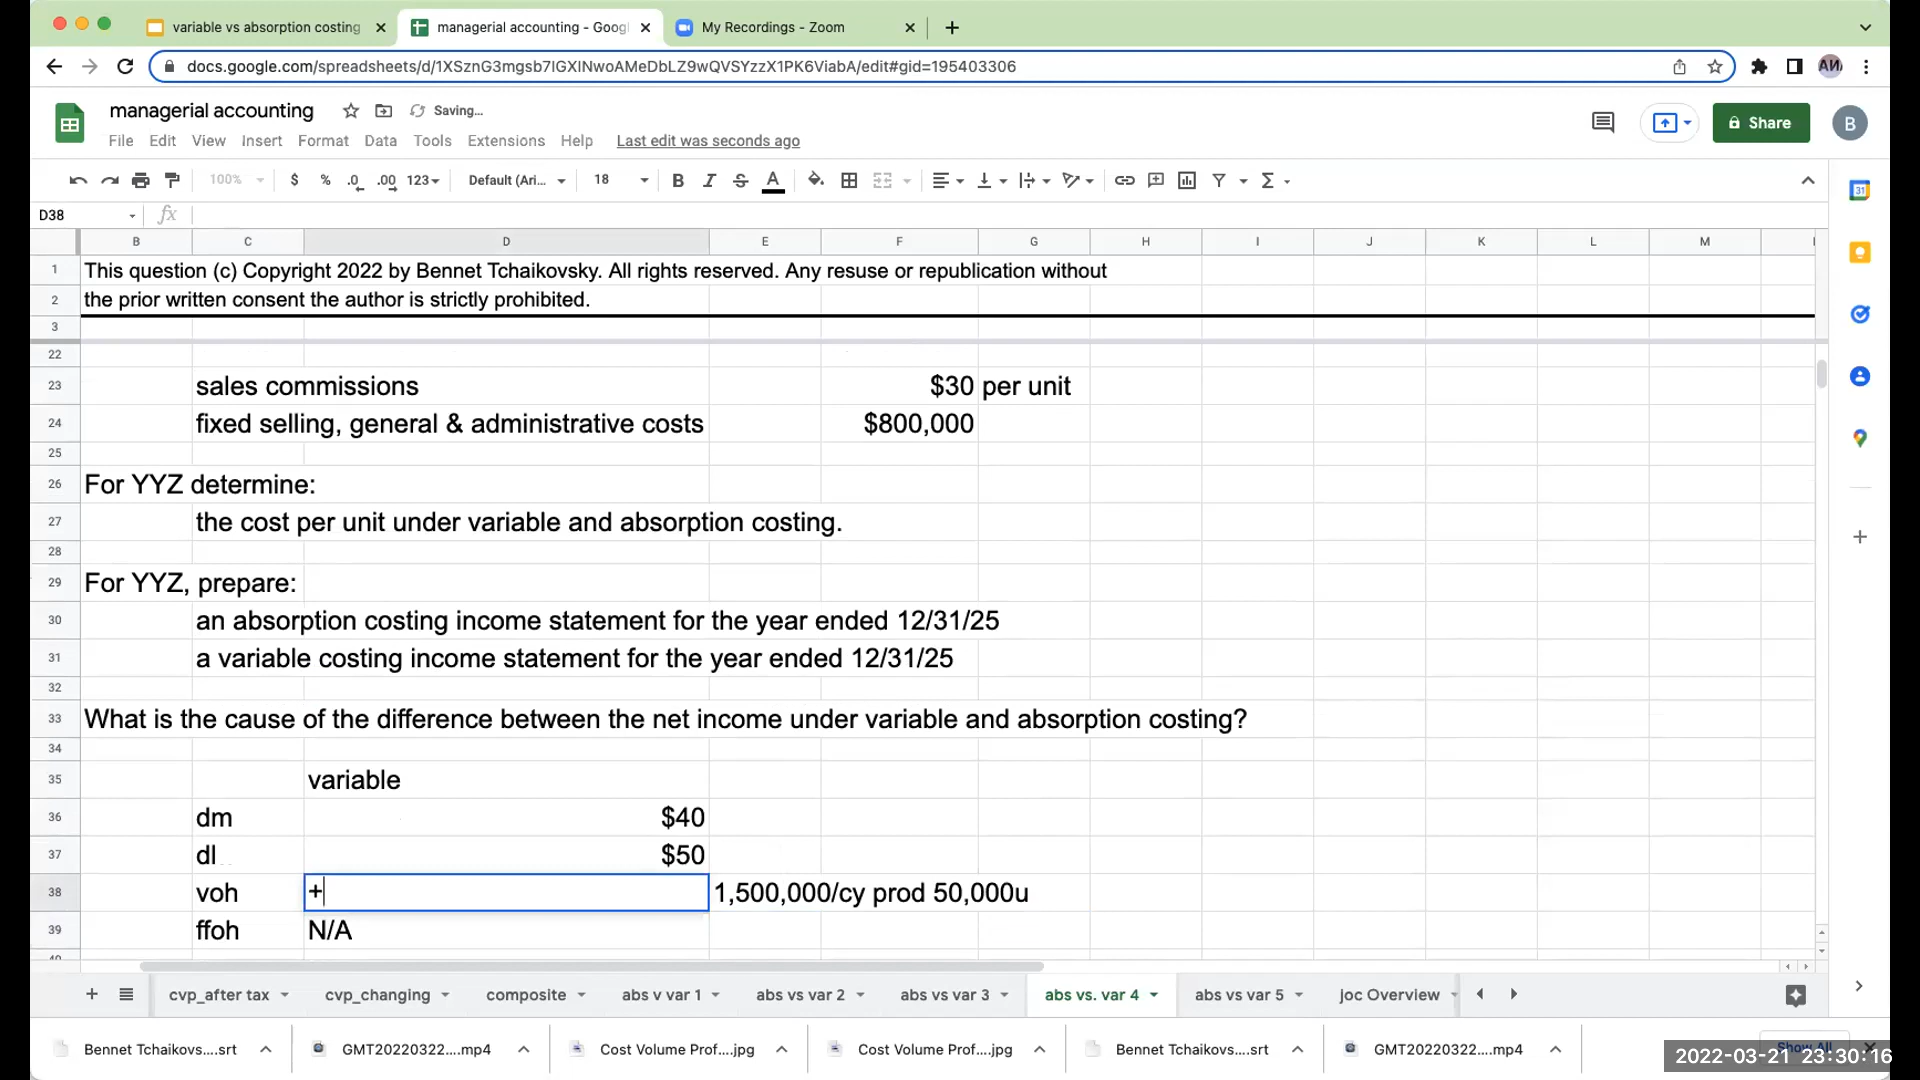 variable vs absorption costing
managerial accounting - Goog
My Recordings - Zoom
docs.google.com/spreadsheets/d/1XSznG3mgsb7lGXlNwoAMeDbLZ9wQVSYzzX1PK6ViabA/edit#gid=195403306
managerial accounting
Saving…
File Edit View Insert Format Data Tools Extensions Help Last edit was seconds ago
Share
B
100% $ % .0 .00 123 Default (Ari... 18 B I S A
D38
fx
B C D E F G H I J K L M
1 This question (c) Copyright 2022 by Bennet Tchaikovsky. All rights reserved. Any resuse or republication without
2 the prior written consent the author is strictly prohibited.
3
22
23 sales commissions $30 per unit
24 fixed selling, general & administrative costs $800,000
25
26 For YYZ determine:
27 the cost per unit under variable and absorption costing.
28
29 For YYZ, prepare:
30 an absorption costing income statement for the year ended 12/31/25
31 a variable costing income statement for the year ended 12/31/25
32
33 What is the cause of the difference between the net income under variable and absorption costing?
34
35 variable
36 dm $40
37 dl $50
38 voh + 1,500,000/cy prod 50,000u
39 ffoh N/A
40
cvp_after tax cvp_changing composite abs v var 1 abs vs var 2 abs vs var 3 abs vs. var 4 abs vs var 5 joc Overview
Bennet Tchaikovs....srt GMT20220322....mp4 Cost Volume Prof....jpg Cost Volume Prof....jpg Bennet Tchaikovs....srt GMT20220322....mp4 Show All
2022-03-21 23:30:16